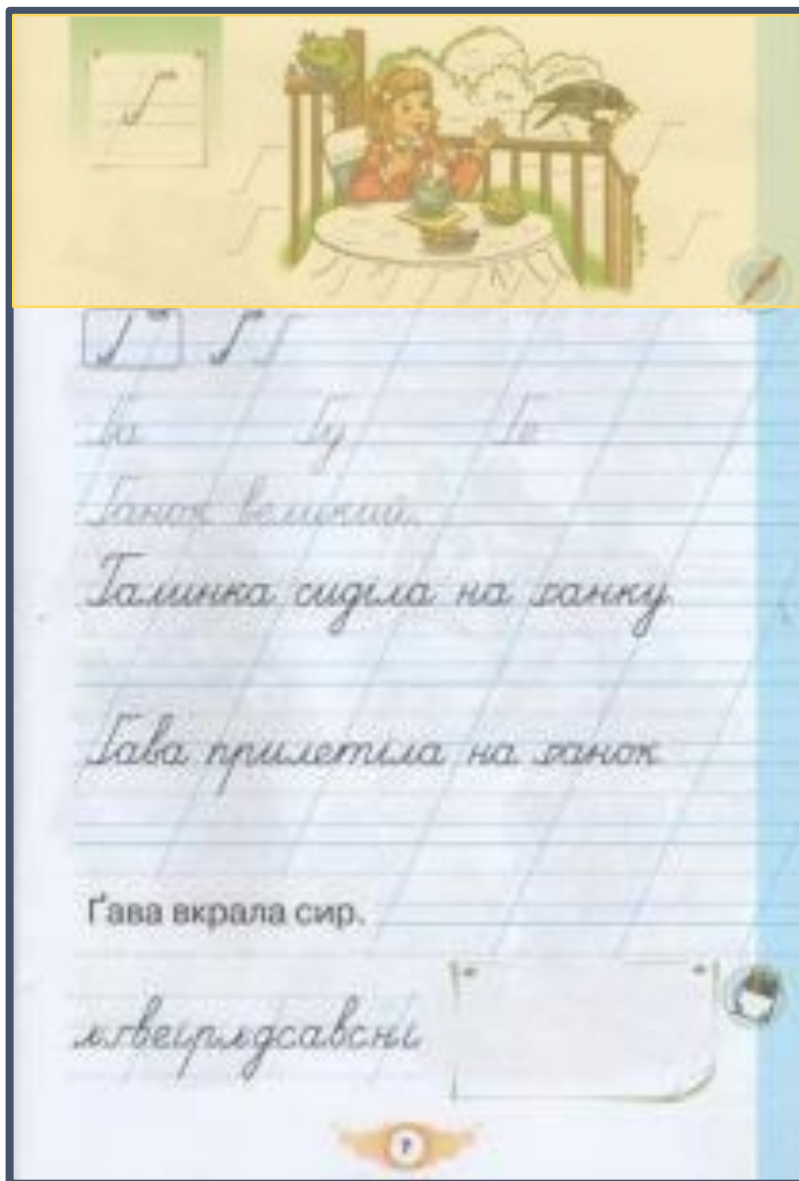 Ґ
Ґ Ґ Ґ
Ґа Ґу Ґе
Ґанок великий.
Ґалинка сиділа на ґанку.
Ґава прилетіла на ґанок
Ґава вкрала сир.